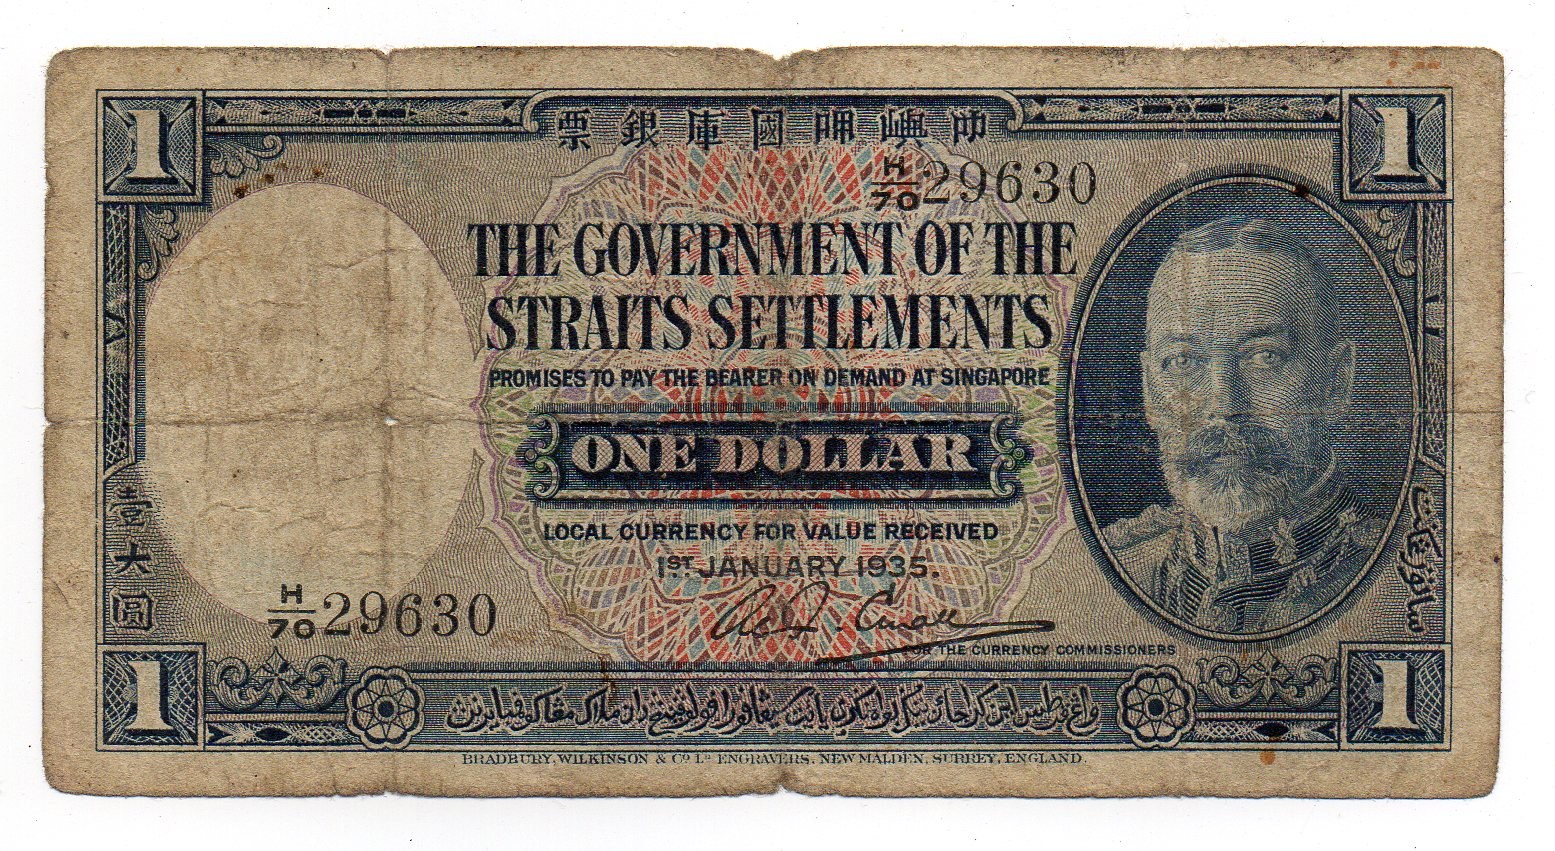 1 1
叻嶼呷國庫銀票
H/70 29630
THE GOVERNMENT OF THE
STRAITS SETTLEMENTS
PROMISES TO PAY THE BEARER ON DEMAND AT SINGAPORE
ONE DOLLAR
LOCAL CURRENCY FOR VALUE RECEIVED
1ST JANUARY 1935.
壹大圓
H/70 29630
FOR THE CURRENCY COMMISSIONERS
1 1
BRADBURY, WILKINSON & Co. Ld. ENGRAVERS, NEW MALDEN, SURREY, ENGLAND.